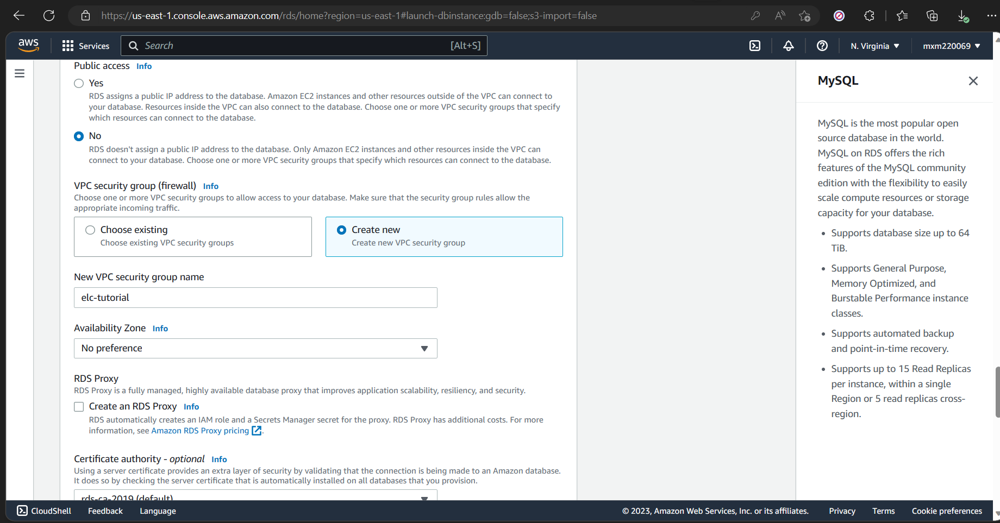 https://us-east-1.console.aws.amazon.com/rds/home?region=us-east-1#launch-dbinstance:gdb=false;s3-import=false
aws
Services
Search
[Alt+S]
N. Virginia
mxm220069
Public access Info
Yes
RDS assigns a public IP address to the database. Amazon EC2 instances and other resources outside of the VPC can connect to
your database. Resources inside the VPC can also connect to the database. Choose one or more VPC security groups that specify
which resources can connect to the database.
No
RDS doesn't assign a public IP address to the database. Only Amazon EC2 instances and other resources inside the VPC can
connect to your database. Choose one or more VPC security groups that specify which resources can connect to the database.
VPC security group (firewall) Info
Choose one or more VPC security groups to allow access to your database. Make sure that the security group rules allow the
appropriate incoming traffic.
Choose existing
Choose existing VPC security groups
Create new
Create new VPC security group
New VPC security group name
elc-tutorial
Availability Zone Info
No preference
RDS Proxy
RDS Proxy is a fully managed, highly available database proxy that improves application scalability, resiliency, and security.
Create an RDS Proxy Info
RDS automatically creates an IAM role and a Secrets Manager secret for the proxy. RDS Proxy has additional costs. For more
information, see Amazon RDS Proxy pricing.
Certificate authority - optional Info
Using a server certificate provides an extra layer of security by validating that the connection is being made to an Amazon database.
It does so by checking the server certificate that is automatically installed on all databases that you provision.
rds-ca-2019 (default)
MySQL
MySQL is the most popular open
source database in the world.
MySQL on RDS offers the rich
features of the MySQL community
edition with the flexibility to easily
scale compute resources or storage
capacity for your database.
• Supports database size up to 64
TiB.
• Supports General Purpose,
Memory Optimized, and
Burstable Performance instance
classes.
• Supports automated backup
and point-in-time recovery.
• Supports up to 15 Read Replicas
per instance, within a single
Region or 5 read replicas cross-
region.
CloudShell
Feedback
Language
© 2023, Amazon Web Services, Inc. or its affiliates.
Privacy
Terms
Cookie preferences